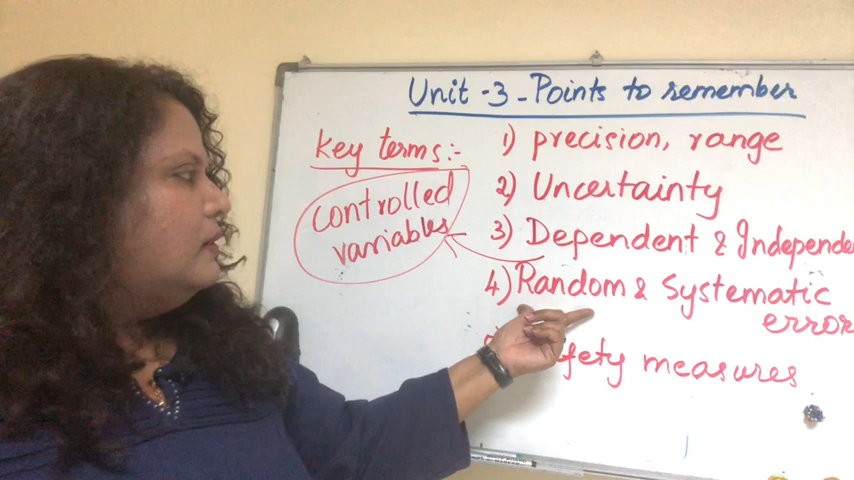 Unit - 3 - Points to remember
Key terms :-
Controlled
variables
1) precision, range
2) Uncertainty
3) Dependent & Independe
4) Random & Systematic
error
fety measures